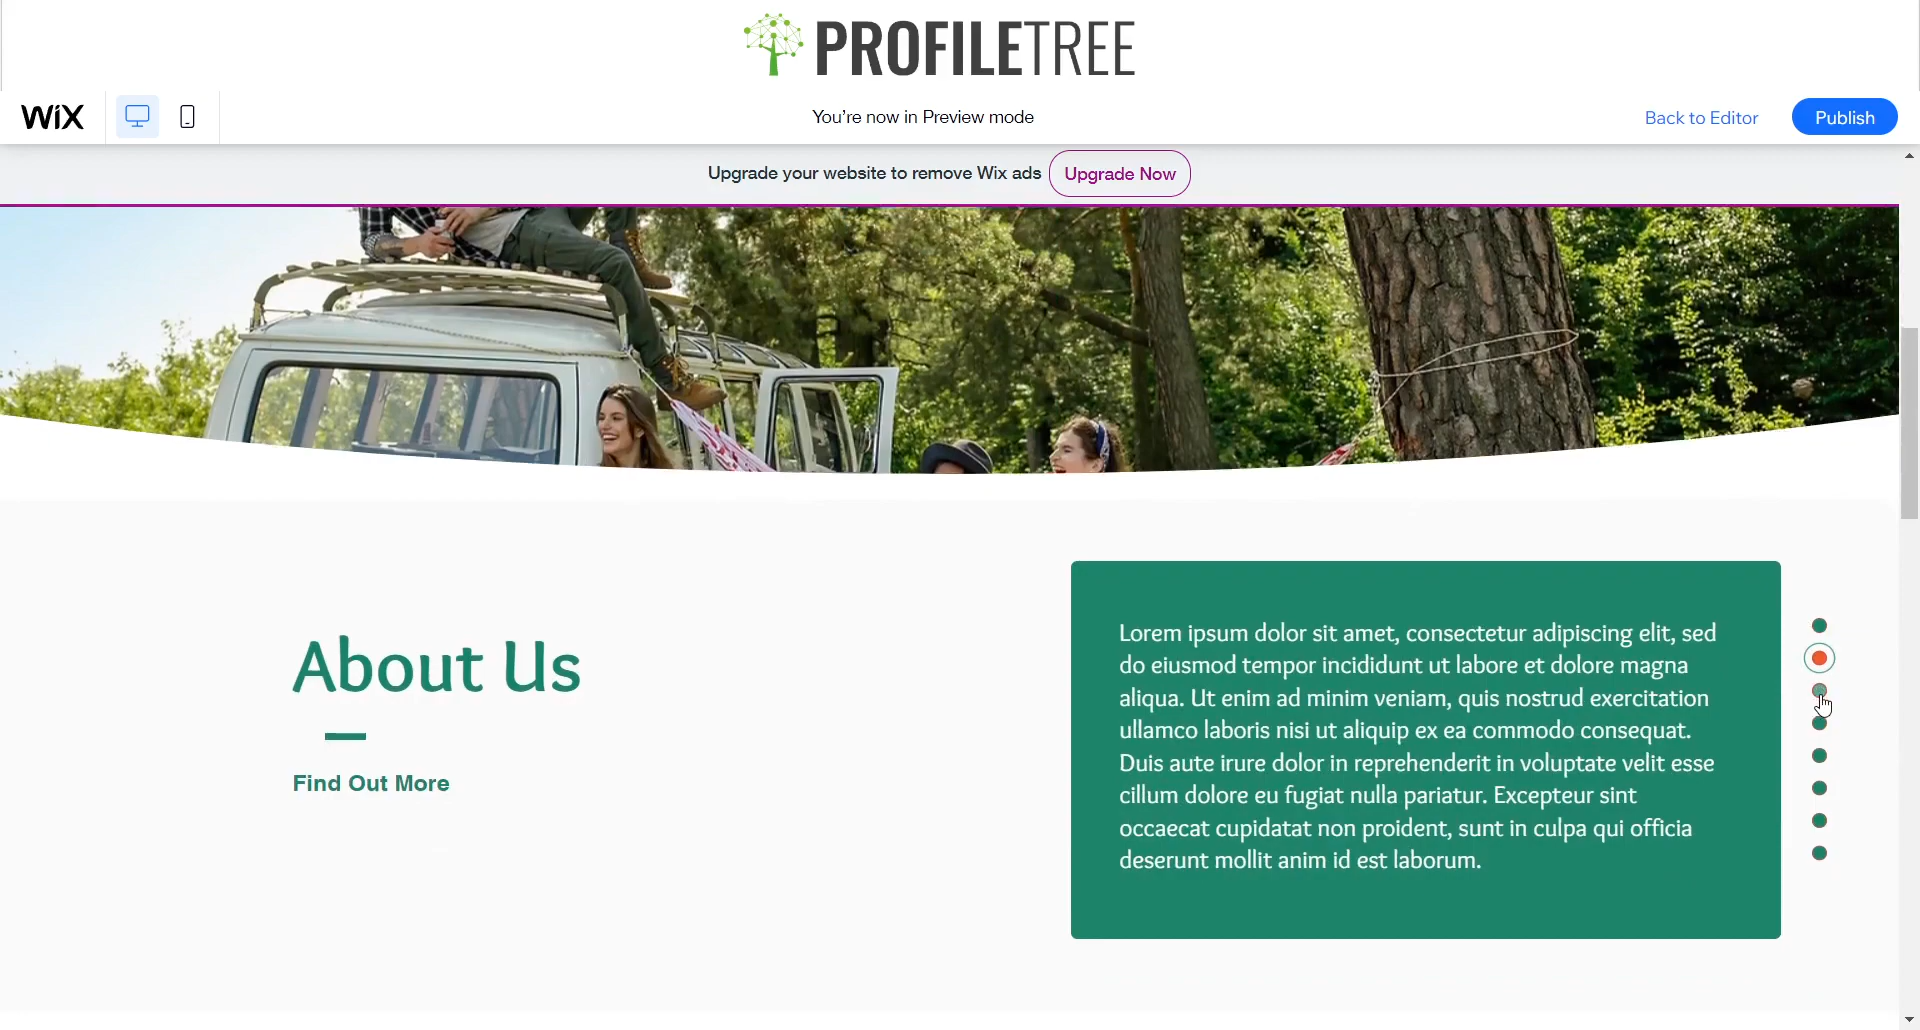 PROFILETREE
WiX
You're now in Preview mode
Back to Editor
Publish
Upgrade your website to remove Wix ads
Upgrade Now
About Us
Find Out More
Lorem ipsum dolor sit amet, consectetur adipiscing elit, sed
do eiusmod tempor incididunt ut labore et dolore magna
aliqua. Ut enim ad minim veniam, quis nostrud exercitation
ullamco laboris nisi ut aliquip ex ea commodo consequat.
Duis aute irure dolor in reprehenderit in voluptate velit esse
cillum dolore eu fugiat nulla pariatur. Excepteur sint
occaecat cupidatat non proident, sunt in culpa qui officia
deserunt mollit anim id est laborum.